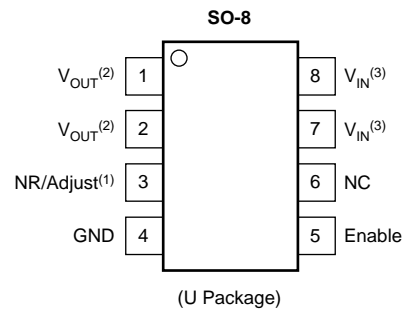 SO-8
V_OUT(2) 1 8 V_IN(3)
V_OUT(2) 2 7 V_IN(3)
NR/Adjust(1) 3 6 NC
GND 4 5 Enable
(U Package)